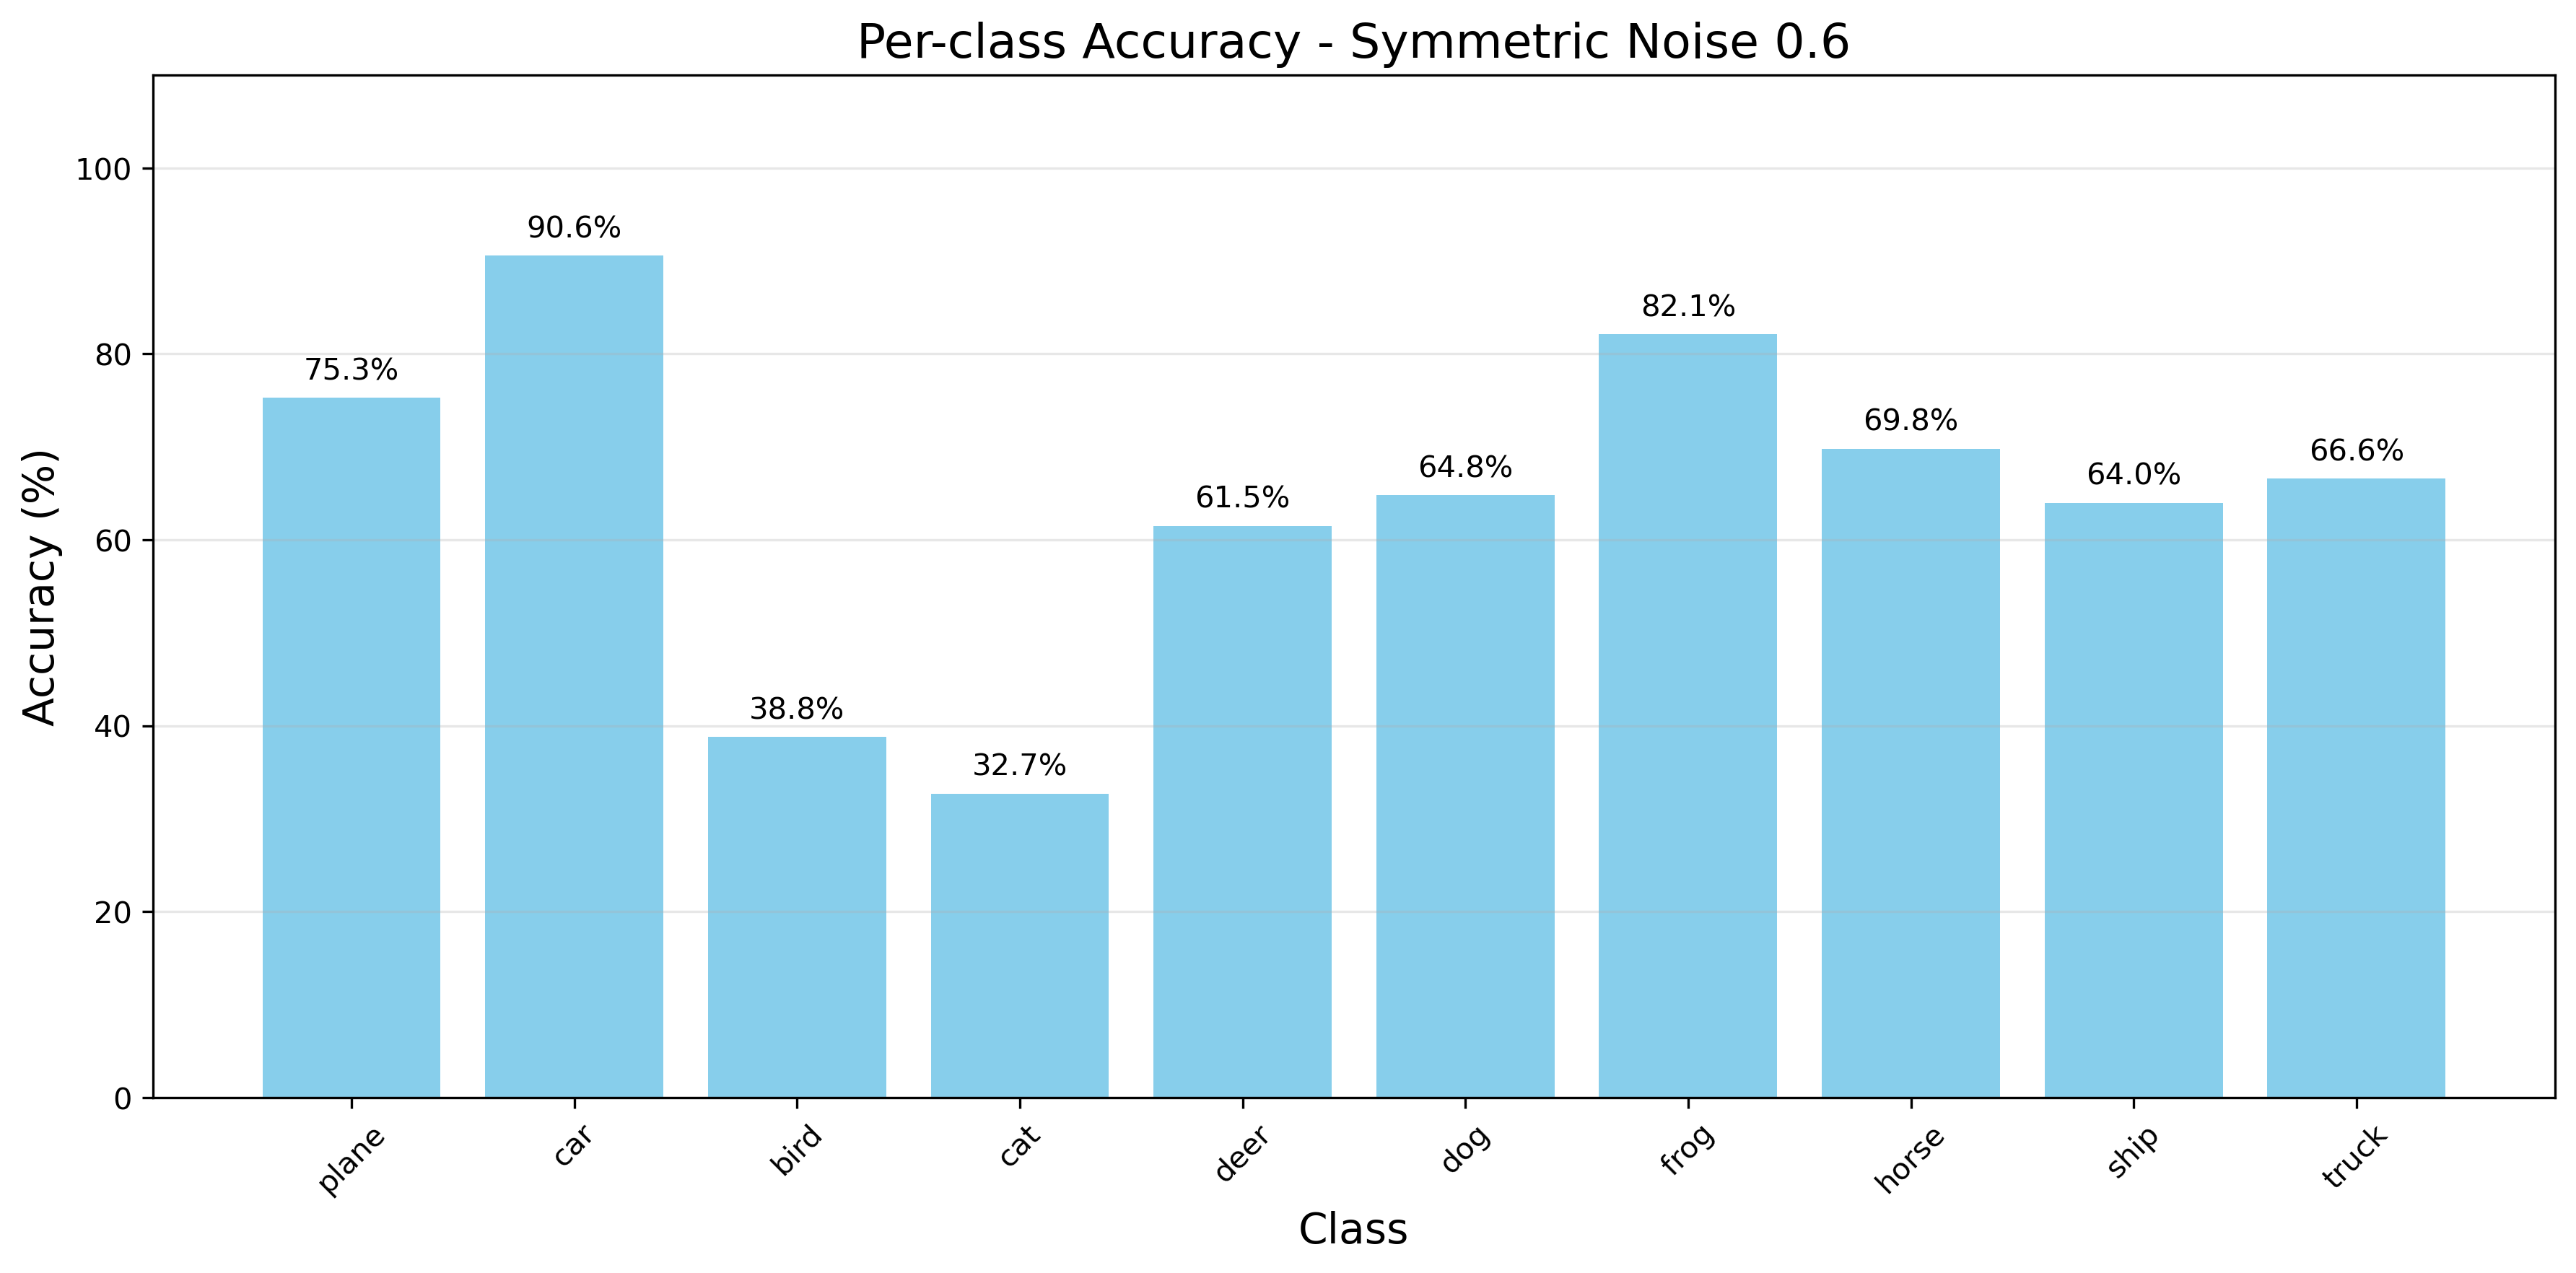 Per-class Accuracy - Symmetric Noise 0.6
Accuracy (%)
100
80
60
40
20
0
75.3%
90.6%
38.8%
32.7%
61.5%
64.8%
82.1%
69.8%
64.0%
66.6%
plane
car
bird
cat
deer
dog
frog
horse
ship
truck
Class